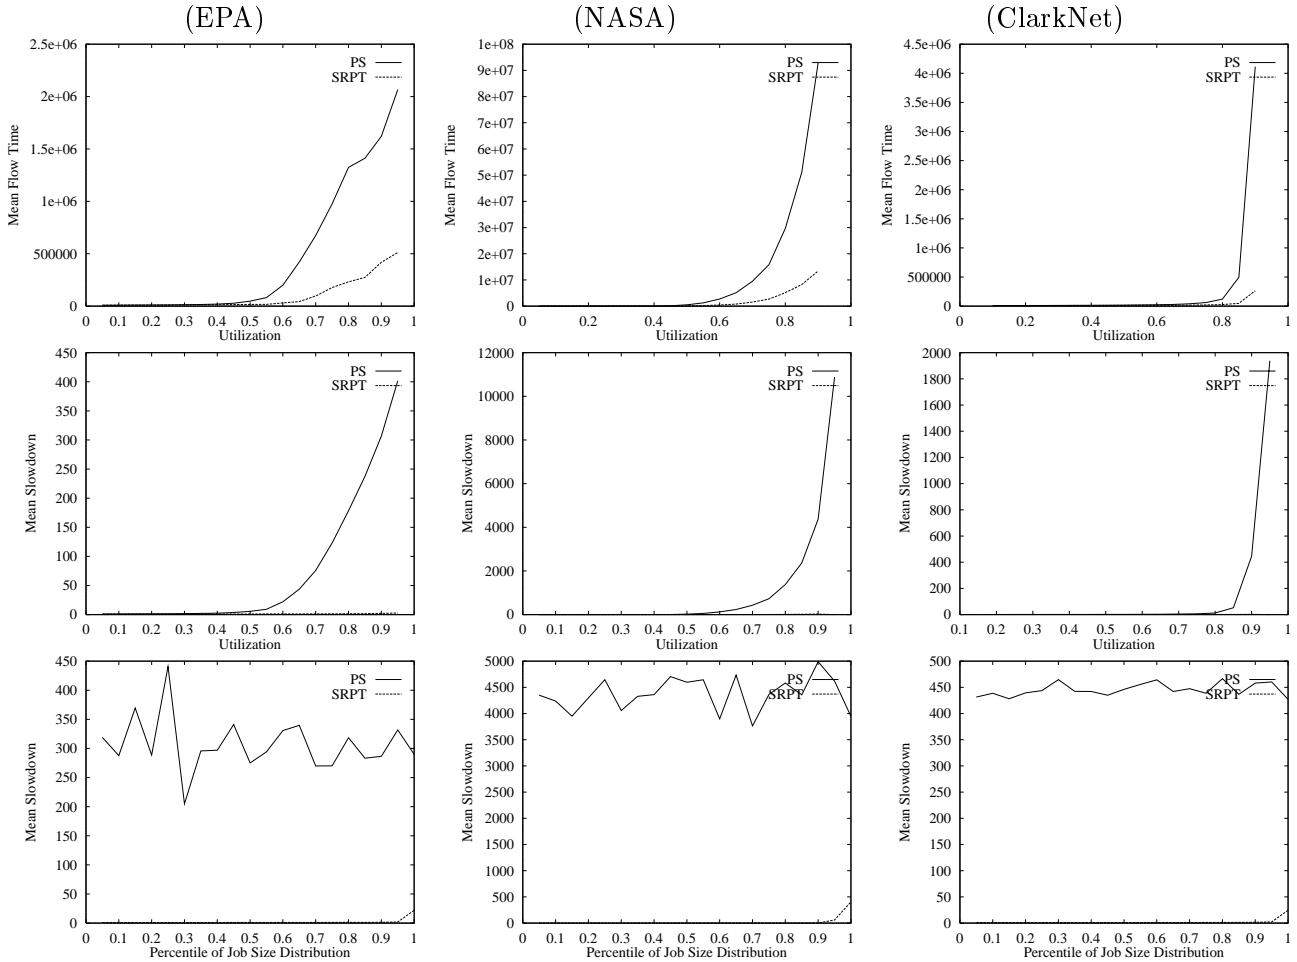 (EPA)
(NASA)
(ClarkNet)
2.5e+06
2e+06
1.5e+06
1e+06
500000
0
Mean Flow Time
PS
SRPT
0 0.1 0.2 0.3 0.4 0.5 0.6 0.7 0.8 0.9 1
Utilization
1e+08
9e+07
8e+07
7e+07
6e+07
5e+07
4e+07
3e+07
2e+07
1e+07
0
Mean Flow Time
PS
SRPT
0 0.2 0.4 0.6 0.8 1
Utilization
4.5e+06
4e+06
3.5e+06
3e+06
2.5e+06
2e+06
1.5e+06
1e+06
500000
0
Mean Flow Time
PS
SRPT
0 0.2 0.4 0.6 0.8 1
Utilization
450
400
350
300
250
200
150
100
50
0
Mean Slowdown
PS
SRPT
0 0.1 0.2 0.3 0.4 0.5 0.6 0.7 0.8 0.9 1
Utilization
12000
10000
8000
6000
4000
2000
0
Mean Slowdown
PS
SRPT
0 0.1 0.2 0.3 0.4 0.5 0.6 0.7 0.8 0.9 1
Utilization
2000
1800
1600
1400
1200
1000
800
600
400
200
0
Mean Slowdown
PS
SRPT
0.1 0.2 0.3 0.4 0.5 0.6 0.7 0.8 0.9 1
Utilization
450
400
350
300
250
200
150
100
50
0
Mean Slowdown
PS
SRPT
0 0.1 0.2 0.3 0.4 0.5 0.6 0.7 0.8 0.9 1
Percentile of Job Size Distribution
5000
4500
4000
3500
3000
2500
2000
1500
1000
500
0
Mean Slowdown
PS
SRPT
0 0.1 0.2 0.3 0.4 0.5 0.6 0.7 0.8 0.9 1
Percentile of Job Size Distribution
500
450
400
350
300
250
200
150
100
50
0
Mean Slowdown
PS
SRPT
0 0.1 0.2 0.3 0.4 0.5 0.6 0.7 0.8 0.9 1
Percentile of Job Size Distribution